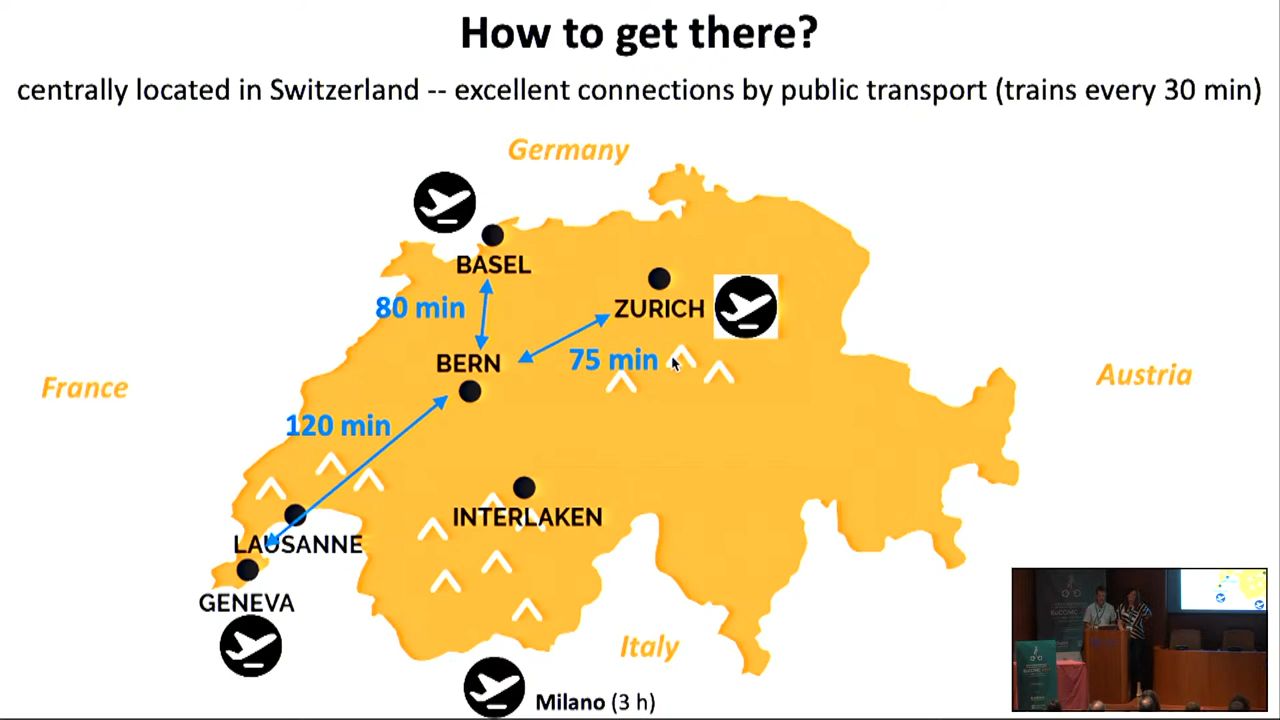 How to get there?
centrally located in Switzerland -- excellent connections by public transport (trains every 30 min)
Germany
BASEL
80 min
ZURICH
BERN
75 min
France
Austria
120 min
INTERLAKEN
LAUSANNE
GENEVA
Italy
Milano (3 h)